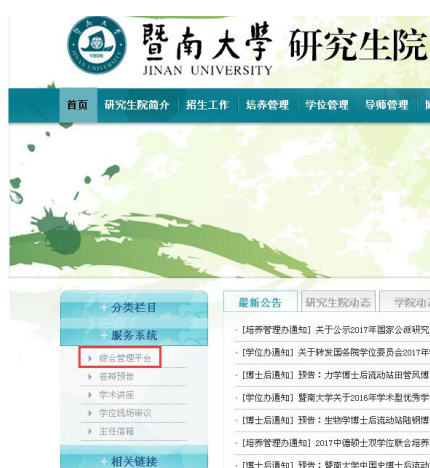 暨南大學 研究生院
JINAN UNIVERSITY
首页 研究生院简介 招生工作 培养管理 学位管理 导师管理
分类栏目
服务系统
综合管理平台
答辩预告
学术讲座
学位现场审议
主任信箱
相关链接
最新公告 研究生院动态 学院动
· [培养管理办通知] 关于公示2017年国家公派研究
· [学位办通知] 关于转发国务院学位委员会2017年
· [博士后通知] 预告：力学博士后流动站田管凤博
· [学位办通知] 暨南大学关于2016年学术型优秀学
· [博士后通知] 预告：生物学博士后流动站陆钢博
· [培养管理办通知] 2017中德硕士双学位联合培养
· [博士后通知] 预告：暨南大学中国史博士后流动